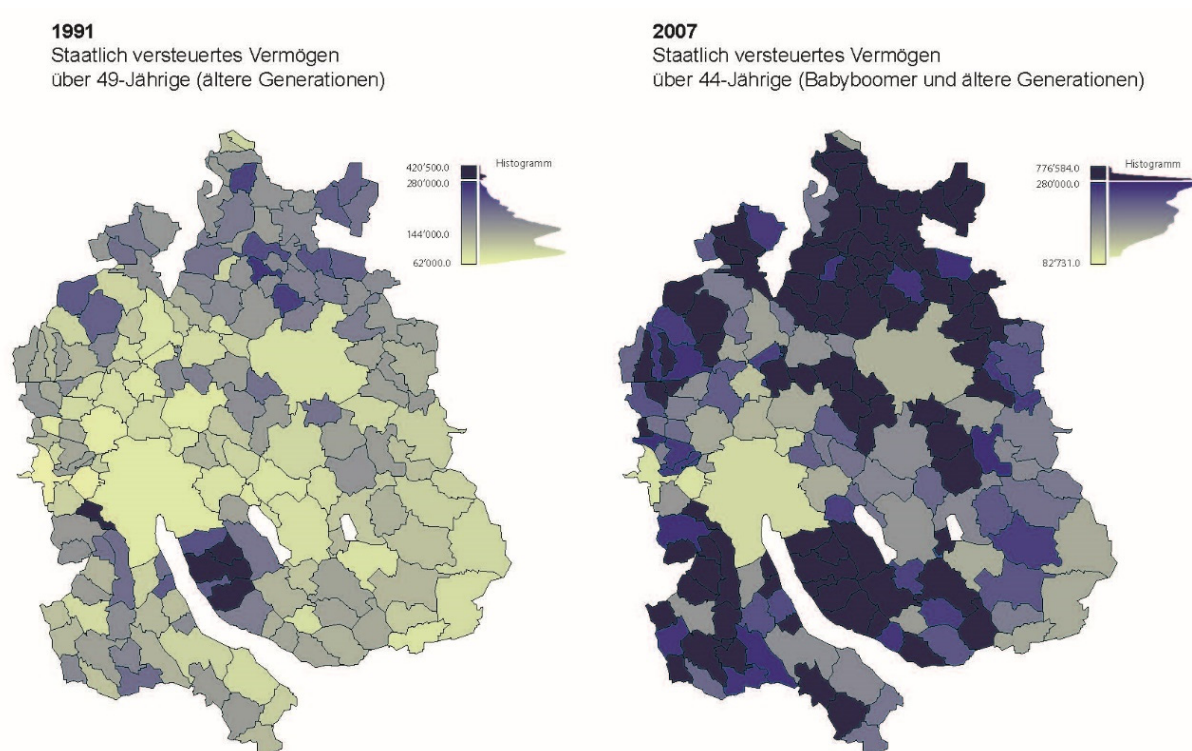 1991
Staatlich versteuertes Vermögen
über 49-Jährige (ältere Generationen)
420'500.0
Histogramm
280'000.0
144'000.0
62'000.0
2007
Staatlich versteuertes Vermögen
über 44-Jährige (Babyboomer und ältere Generationen)
776'584.0
Histogramm
280'000.0
82'731.0